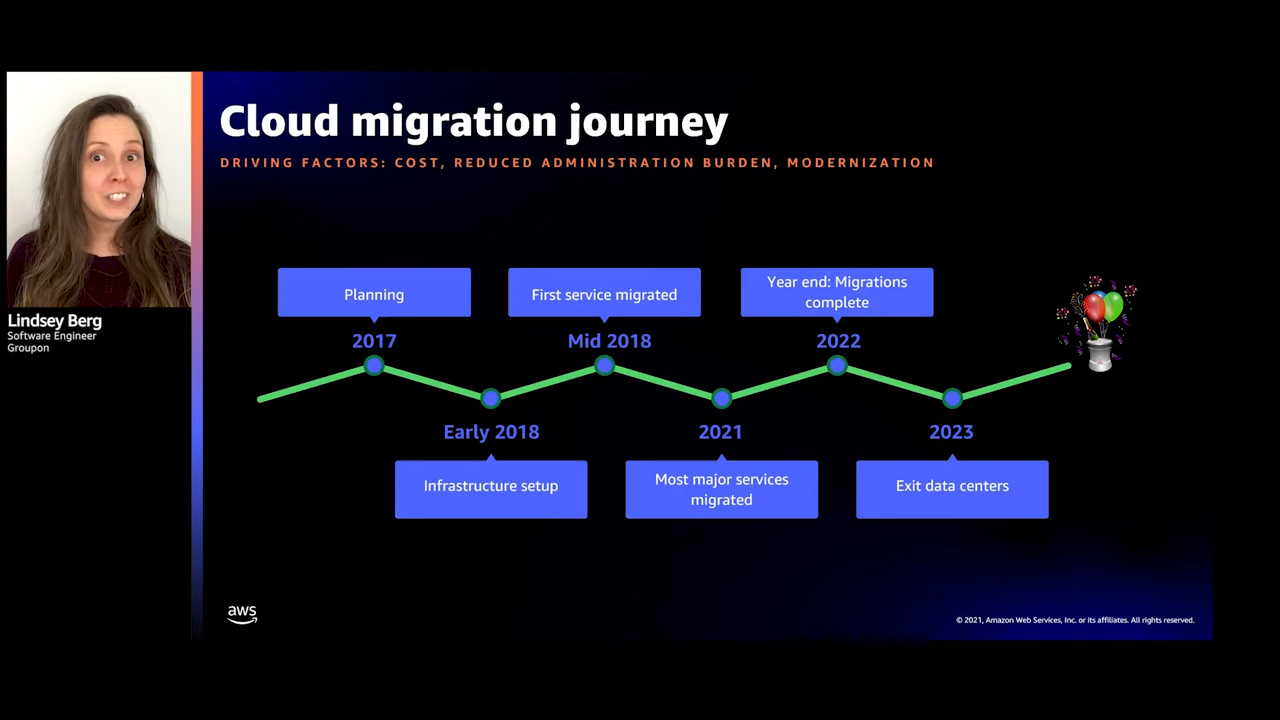 Cloud migration journey
DRIVING FACTORS: COST, REDUCED ADMINISTRATION BURDEN, MODERNIZATION
Lindsey Berg
Software Engineer
Groupon
Planning
2017
Early 2018
Infrastructure setup
First service migrated
Mid 2018
2021
Most major services
migrated
Year end: Migrations
complete
2022
2023
Exit data centers
aws
© 2021, Amazon Web Services, Inc. or its affiliates. All rights reserved.